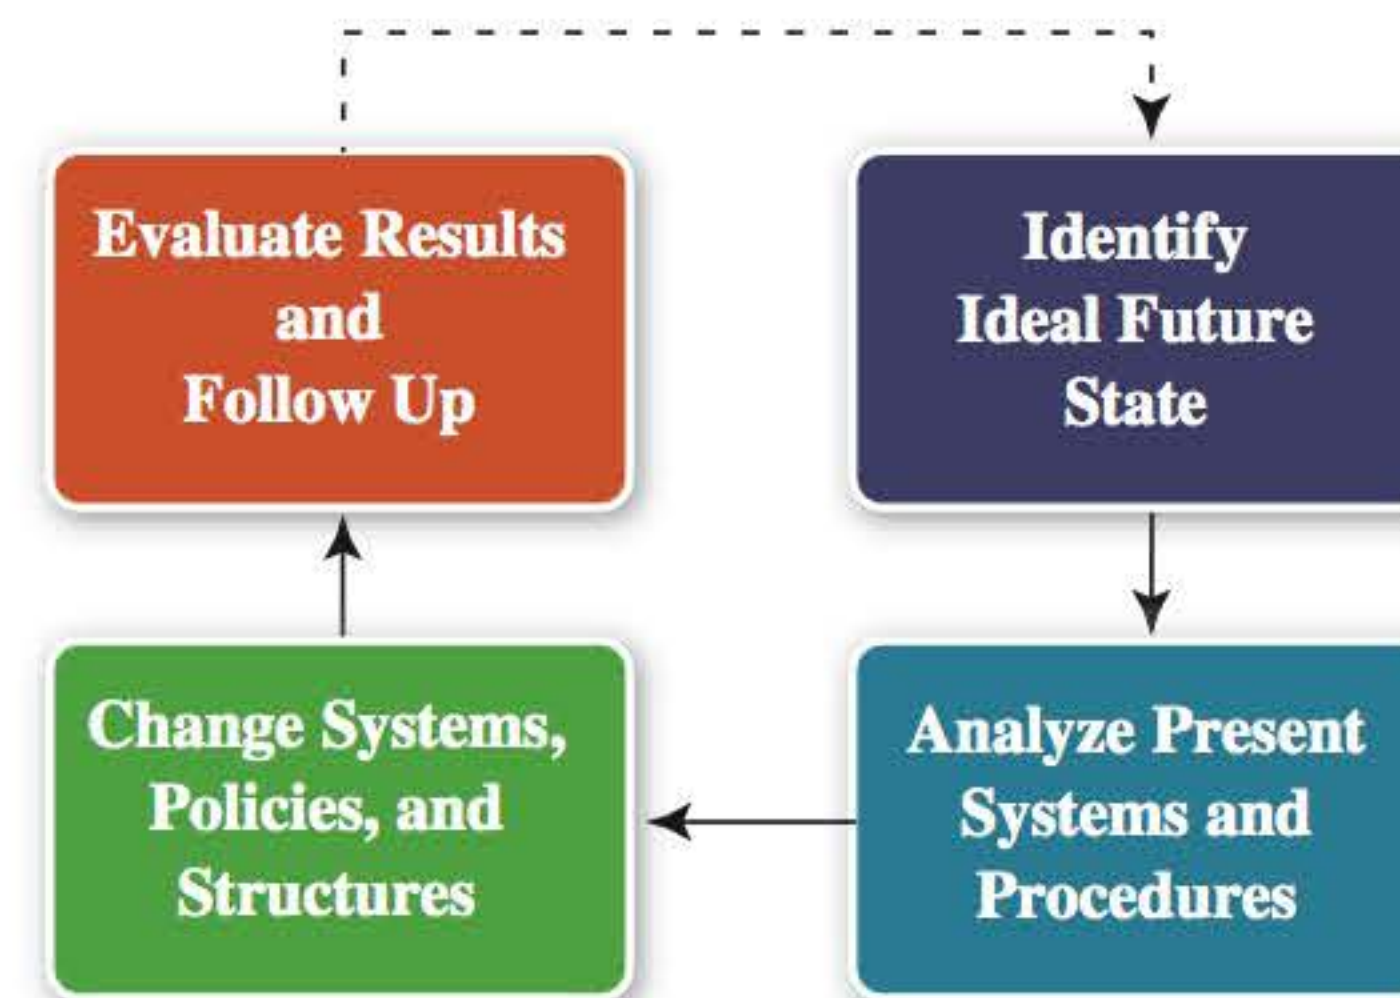 Evaluate Results
and
Follow Up
Identify
Ideal Future
State
Change Systems,
Policies, and
Structures
Analyze Present
Systems and
Procedures